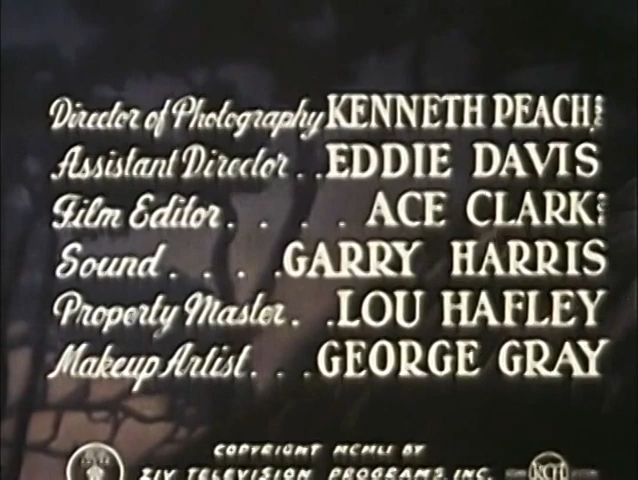 Director of Photography KENNETH PEACH A.S.C.
Assistant Director . . EDDIE DAVIS
Film Editor . . . . ACE CLARK
Sound . . . . GARRY HARRIS
Property Master . . LOU HAFLEY
Makeup Artist . . . GEORGE GRAY
COPYRIGHT MCMLI BY
ZIV TELEVISION PROGRAMS, INC.
RCA